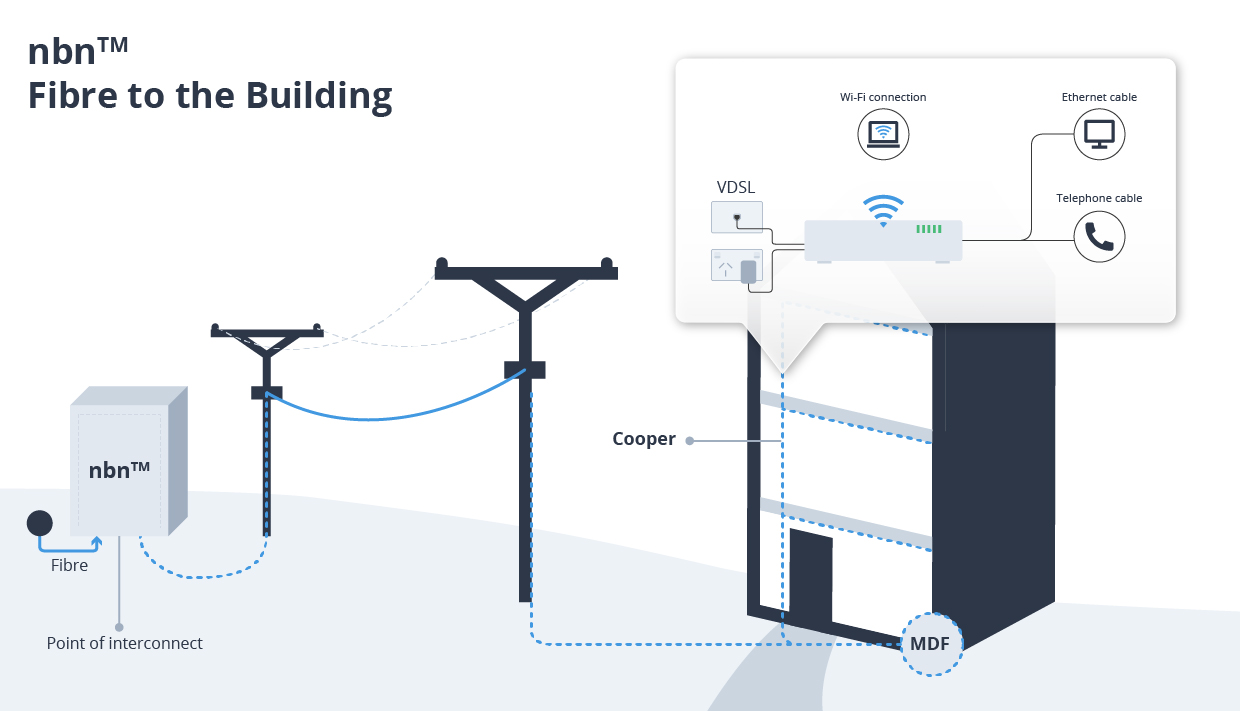 nbn™
Fibre to the Building
Wi-Fi connection
Ethernet cable
VDSL
Telephone cable
Cooper
nbn™
Fibre
Point of interconnect
MDF